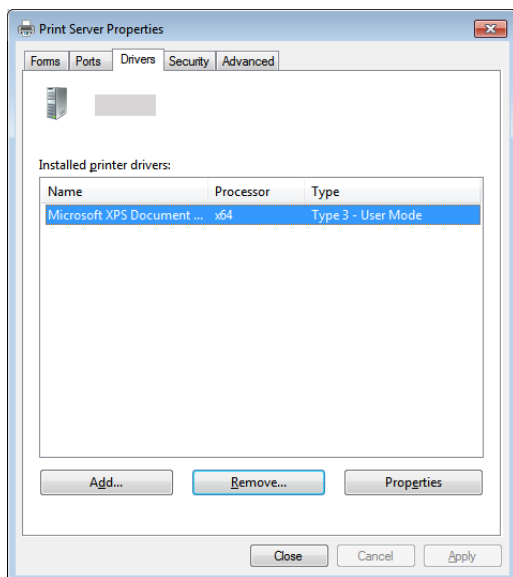 Print Server Properties
Forms Ports Drivers Security Advanced
Installed printer drivers:
Name Processor Type
Microsoft XPS Document ... x64 Type 3 - User Mode
Add... Remove... Properties
Close Cancel Apply